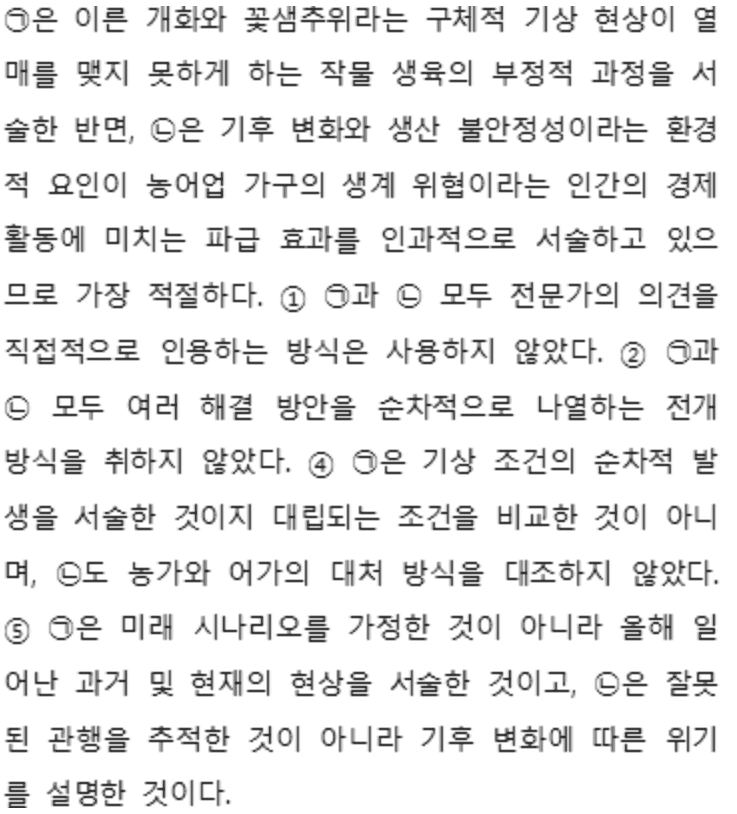 ㉠은 이른 개화와 꽃샘추위라는 구체적 기상 현상이 열
매를 맺지 못하게 하는 작물 생육의 부정적 과정을 서
술한 반면, ㉡은 기후 변화와 생산 불안정성이라는 환경
적 요인이 농어업 가구의 생계 위협이라는 인간의 경제
활동에 미치는 파급 효과를 인과적으로 서술하고 있으
므로 가장 적절하다. ① ㉠과 ㉡ 모두 전문가의 의견을
직접적으로 인용하는 방식은 사용하지 않았다. ② ㉠과
㉡ 모두 여러 해결 방안을 순차적으로 나열하는 전개
방식을 취하지 않았다. ④ ㉠은 기상 조건의 순차적 발
생을 서술한 것이지 대립되는 조건을 비교한 것이 아니
며, ㉡도 농가와 어가의 대처 방식을 대조하지 않았다.
⑤ ㉠은 미래 시나리오를 가정한 것이 아니라 올해 일
어난 과거 및 현재의 현상을 서술한 것이고, ㉡은 잘못
된 관행을 추적한 것이 아니라 기후 변화에 따른 위기
를 설명한 것이다.